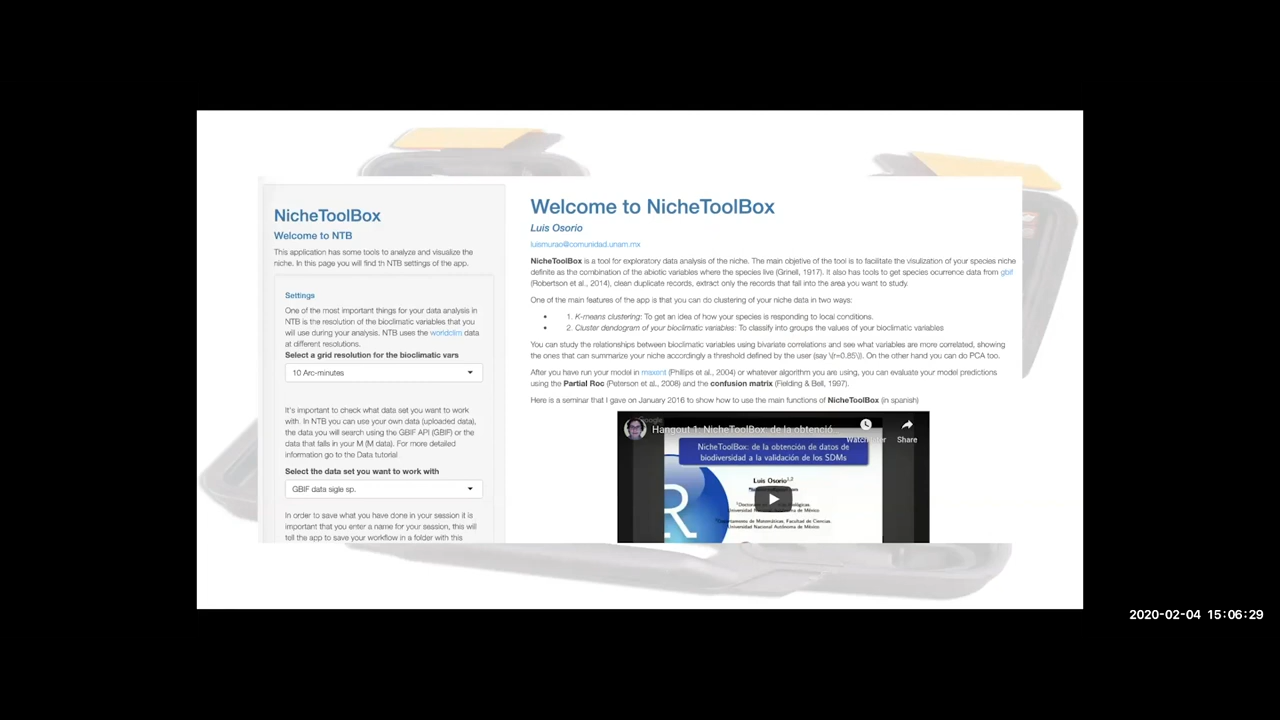 NicheToolBox
Welcome to NTB
This application has some tools to analyze and visualize the
niche. In this page you will find th NTB settings of the app.
Settings
One of the most important things for your data analysis in
NTB is the resolution of the bioclimatic variables that you
will use during your analysis. NTB uses the worldclim data
at different resolutions.
Select a grid resolution for the bioclimatic vars
10 Arc-minutes
It's important to check what data set you want to work
with. In NTB you can use your own data (uploaded data),
the data you will search using the GBIF API (GBIF) or the
data that falls in your M (M data). For more detailed
information go to the Data tutorial
Select the data set you want to work with
GBIF data sigle sp.
In order to save what you have done in your session it is
important that you enter a name for your session, this will
tell the app to save your workflow in a folder with this
Welcome to NicheToolBox
Luis Osorio
luismurao@comunidad.unam.mx
NicheToolBox is a tool for exploratory data analysis of the niche. The main objetive of the tool is to facilitate the visulization of your species niche
definite as the combination of the abiotic variables where the species live (Grinell, 1917). It also has tools to get species ocurrence data from gbif
(Robertson et al., 2014), clean duplicate records, extract only the records that fall into the area you want to study.
One of the main features of the app is that you can do clustering of your niche data in two ways:
• 1. K-means clustering: To get an idea of how your species is responding to local conditions.
• 2. Cluster dendogram of your bioclimatic variables: To classify into groups the values of your bioclimatic variables
You can study the relationships between bioclimatic variables using bivariate correlations and see what variables are more correlated, showing
the ones that can summarize your niche accordingly a threshold defined by the user (say \(r=0.85\)). On the other hand you can do PCA too.
After you have run your model in maxent (Phillips et al., 2004) or whatever algorithm you are using, you can evaluate your model predictions
using the Partial Roc (Peterson et al., 2008) and the confusion matrix (Fielding & Bell, 1997).
Here is a seminar that I gave on January 2016 to show how to use the main functions of NicheToolBox (in spanish)
Google
Hangout 1: NicheToolBox: de la obtenció
Watch later
Share
NicheToolBox: de la obtención de datos de
biodiversidad a la validación de los SDMs
Luis Osorio1,2
Universidad Nacional Autónoma de México
Departamento de Matemáticas, Facultad de Ciencias.
Universidad Nacional Autónoma de México
R
2020-02-04 15:06:29